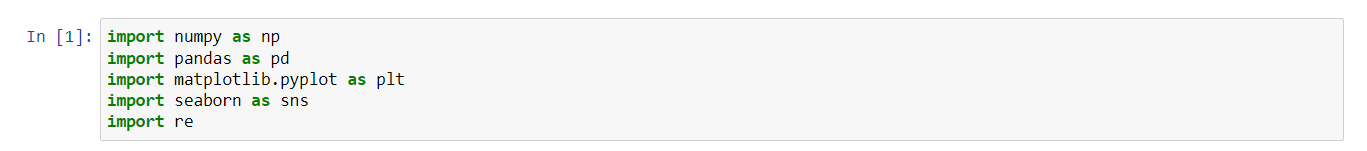 In [1]: import numpy as np
import pandas as pd
import matplotlib.pyplot as plt
import seaborn as sns
import re